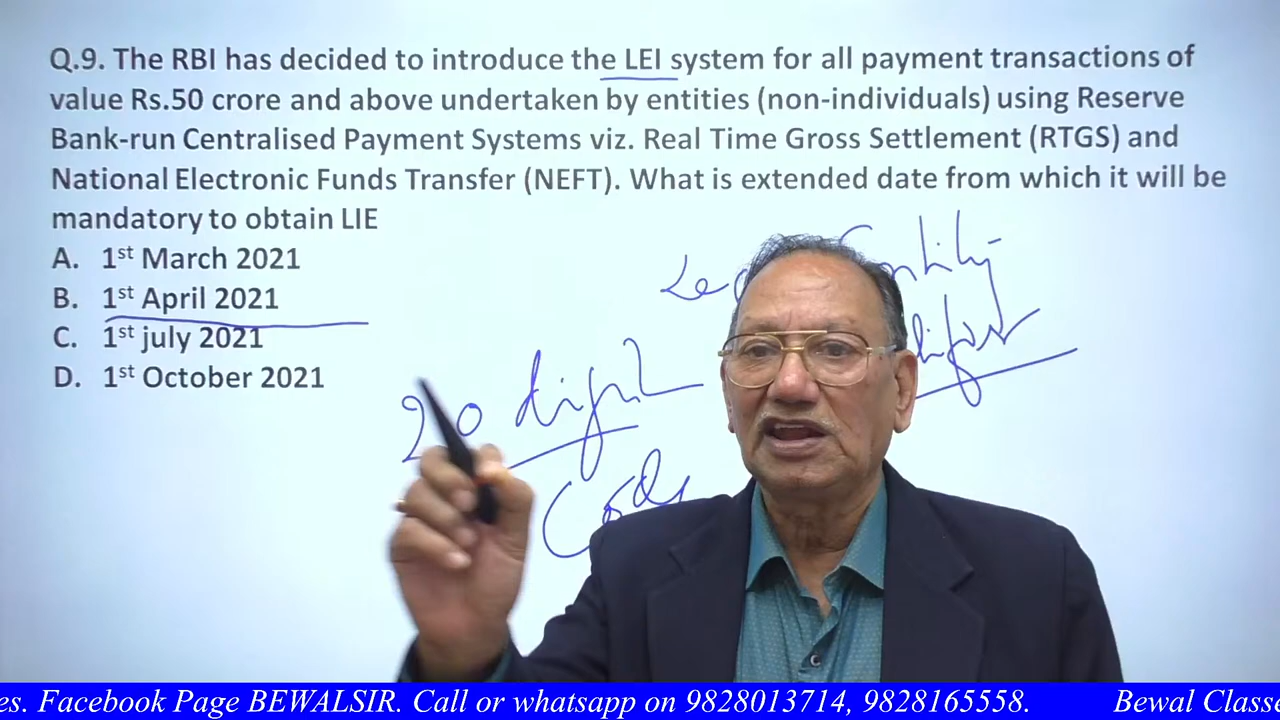 Q.9. The RBI has decided to introduce the LEI system for all payment transactions of
value Rs.50 crore and above undertaken by entities (non-individuals) using Reserve
Bank-run Centralised Payment Systems viz. Real Time Gross Settlement (RTGS) and
National Electronic Funds Transfer (NEFT). What is extended date from which it will be
mandatory to obtain LIE
A. 1st March 2021
B. 1st April 2021
C. 1st july 2021
D. 1st October 2021
20 digit
Code
es. Facebook Page BEWALSIR. Call or whatsapp on 9828013714, 9828165558. Bewal Classe